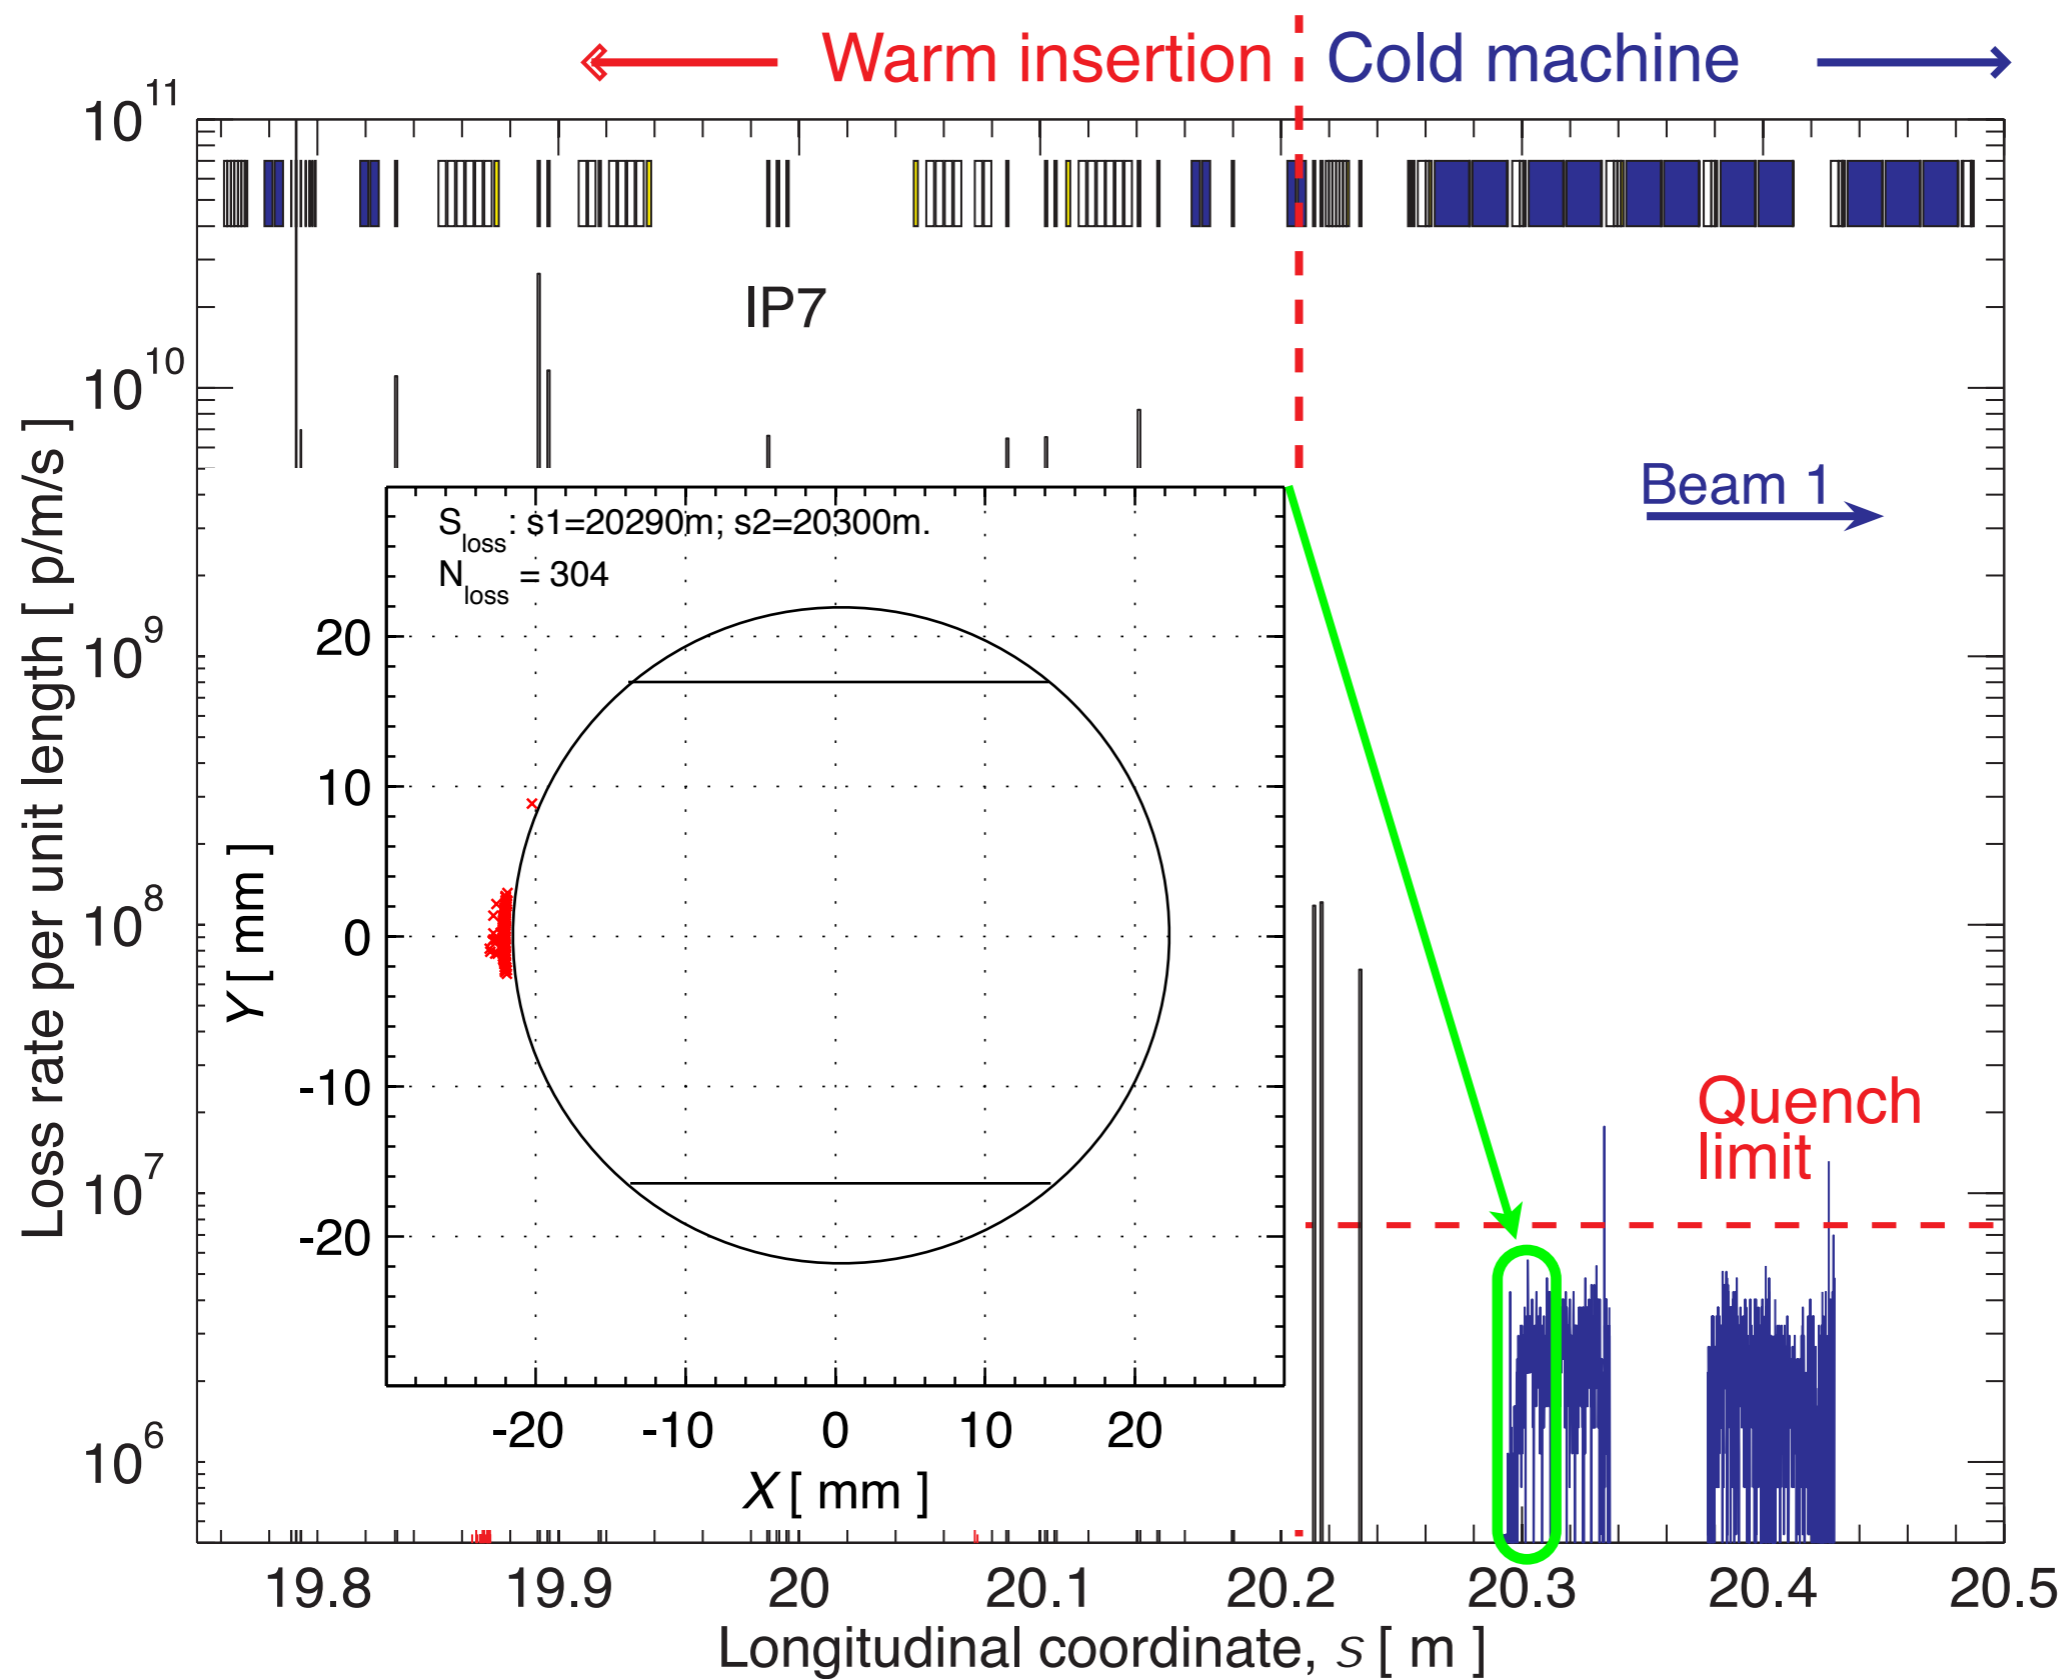 Warm insertion
Cold machine
10^11
10^10
10^9
10^8
10^7
10^6
Loss rate per unit length [ p/m/s ]
IP7
Beam 1
S_loss: s1=20290m; s2=20300m.
N_loss = 304
20
10
0
-10
-20
Y [ mm ]
-20 -10 0 10 20
X [ mm ]
Quench
limit
19.8 19.9 20 20.1 20.2 20.3 20.4 20.5
Longitudinal coordinate, s [ m ]